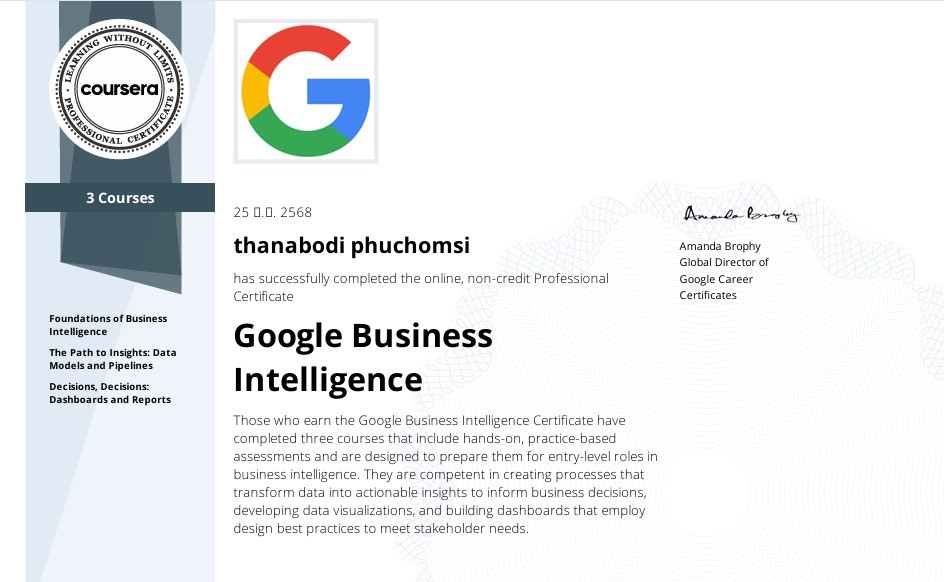 LEARNING WITHOUT LIMITS
coursera
PROFESSIONAL CERTIFICATE
3 Courses
Foundations of Business
Intelligence
The Path to Insights: Data
Models and Pipelines
Decisions, Decisions:
Dashboards and Reports
G
25 .. 2568
thanabodi phuchomsi
has successfully completed the online, non-credit Professional
Certificate
Google Business
Intelligence
Those who earn the Google Business Intelligence Certificate have
completed three courses that include hands-on, practice-based
assessments and are designed to prepare them for entry-level roles in
business intelligence. They are competent in creating processes that
transform data into actionable insights to inform business decisions,
developing data visualizations, and building dashboards that employ
design best practices to meet stakeholder needs.
Amanda Brophy
Amanda Brophy
Global Director of
Google Career
Certificates